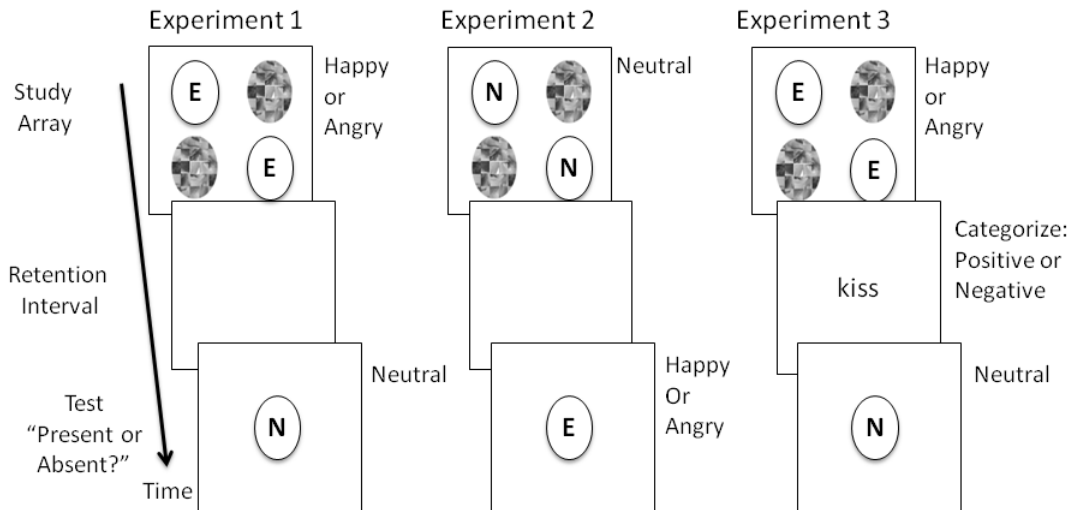 Experiment 1
Experiment 2
Experiment 3
Study
Array
E
E
Happy
or
Angry
N
N
Neutral
E
E
Happy
or
Angry
Retention
Interval
kiss
Categorize:
Positive or
Negative
Test
“Present or
Absent?”
Time
N
Neutral
E
Happy
Or
Angry
N
Neutral